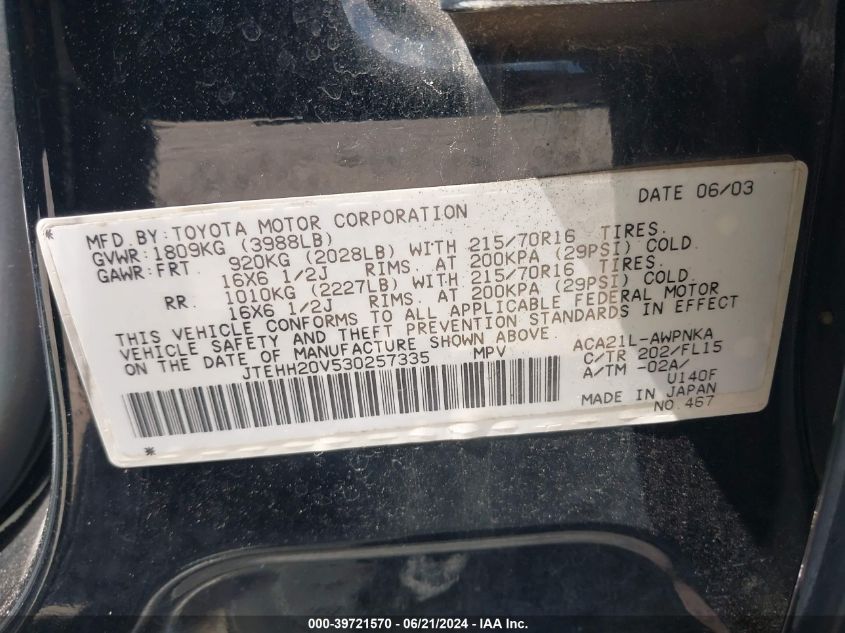 DATE 06/03
MFD.BY:TOYOTA MOTOR CORPORATION
GVWR:1809KG (3988LB)
GAWR:FRT. 920KG (2028LB) WITH 215/70R16 TIRES.
16X6 1/2J RIMS. AT 200KPA (29PSI) COLD
RR. 1010KG (2227LB) WITH 215/70R16 TIRES.
16X6 1/2J RIMS. AT 200KPA (29PSI) COLD.
THIS VEHICLE CONFORMS TO ALL APPLICABLE FEDERAL MOTOR
VEHICLE SAFETY AND THEFT PREVENTION STANDARDS IN EFFECT
ON THE DATE OF MANUFACTURE SHOWN ABOVE.
JTEHH20V530257335 MPV
ACA21L-AWPNKA
C/TR 202/FL15
A/TM -02A/
U140F
MADE IN JAPAN
NO.467
* *
000-39721570 - 06/21/2024 - IAA Inc.